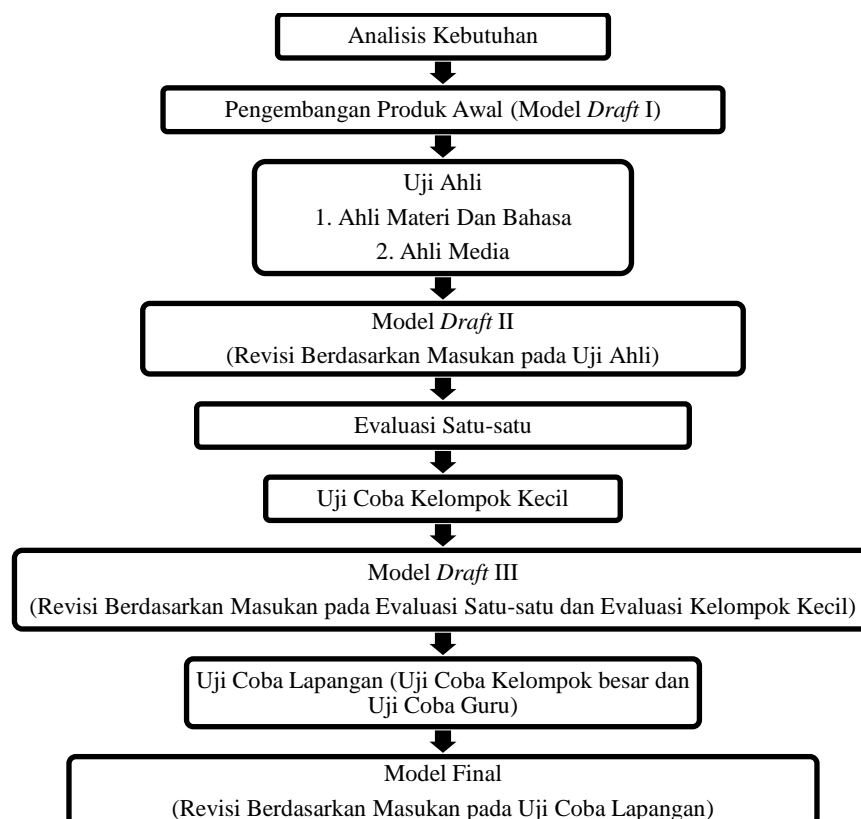 Analisis Kebutuhan
Pengembangan Produk Awal (Model Draft I)
Uji Ahli
1. Ahli Materi Dan Bahasa
2. Ahli Media
Model Draft II
(Revisi Berdasarkan Masukan pada Uji Ahli)
Evaluasi Satu-satu
Uji Coba Kelompok Kecil
Model Draft III
(Revisi Berdasarkan Masukan pada Evaluasi Satu-satu dan Evaluasi Kelompok Kecil)
Uji Coba Lapangan (Uji Coba Kelompok besar dan
Uji Coba Guru)
Model Final
(Revisi Berdasarkan Masukan pada Uji Coba Lapangan)